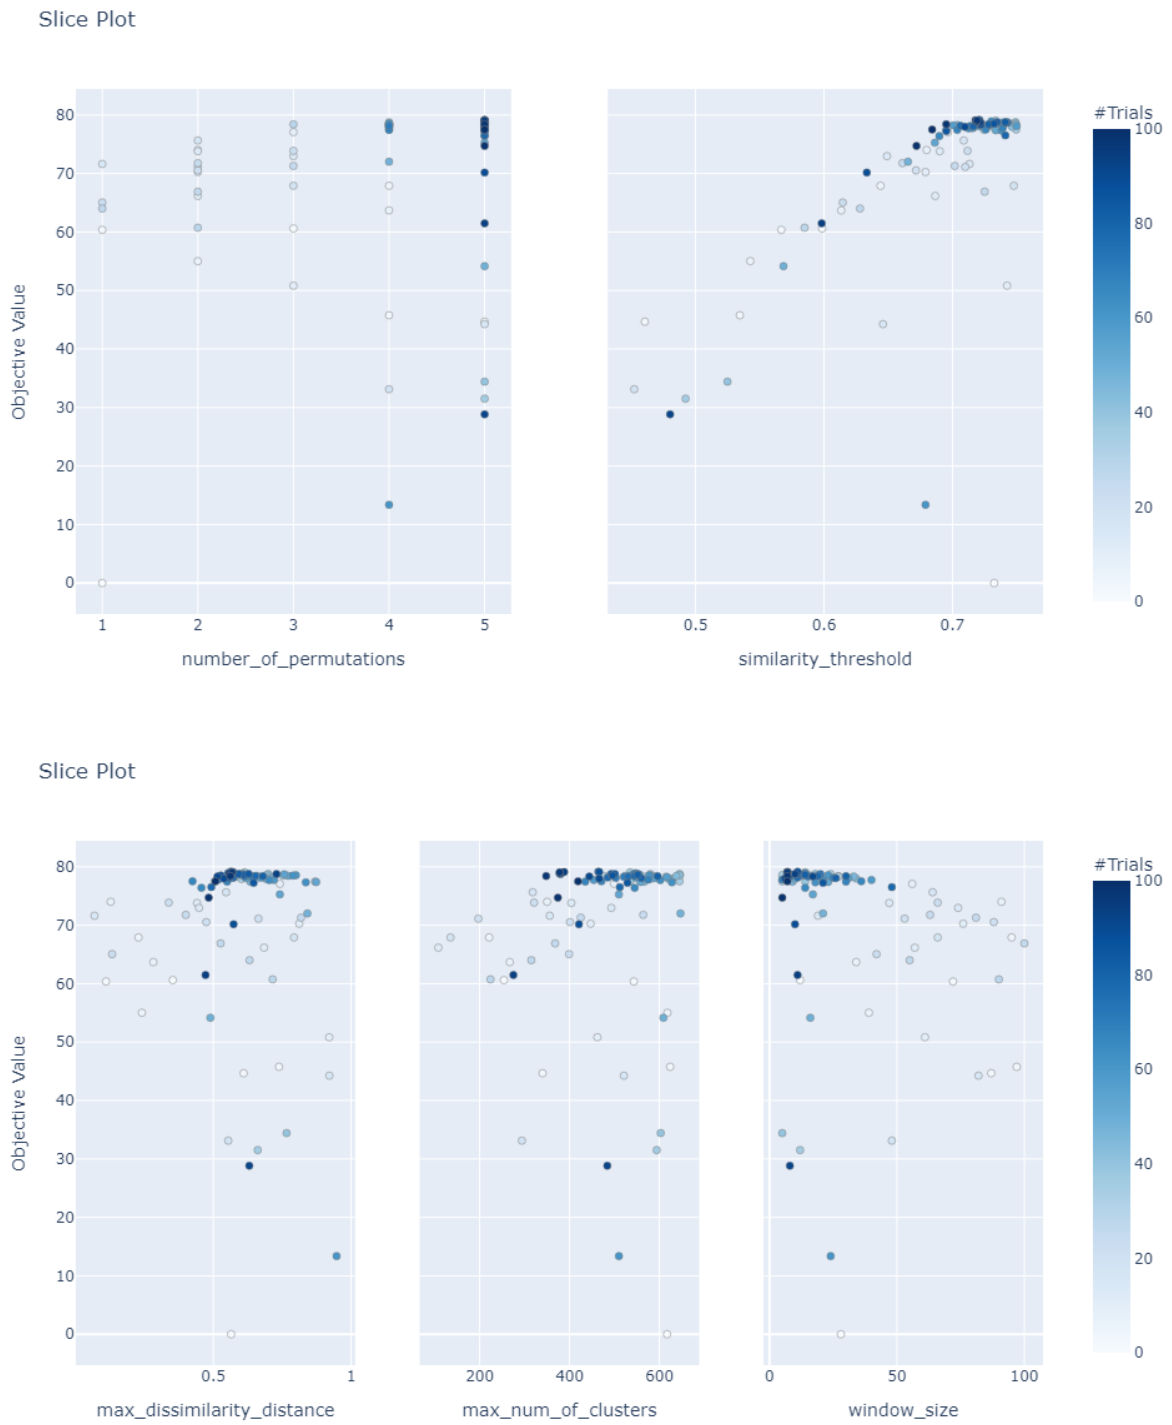 Slice Plot
80
70
60
50
40
30
20
10
0
Objective Value
1 2 3 4 5
number_of_permutations
0.5 0.6 0.7
similarity_threshold
#Trials
100
80
60
40
20
0
Slice Plot
80
70
60
50
40
30
20
10
0
Objective Value
0.5 1
max_dissimilarity_distance
200 400 600
max_num_of_clusters
0 50 100
window_size
#Trials
100
80
60
40
20
0